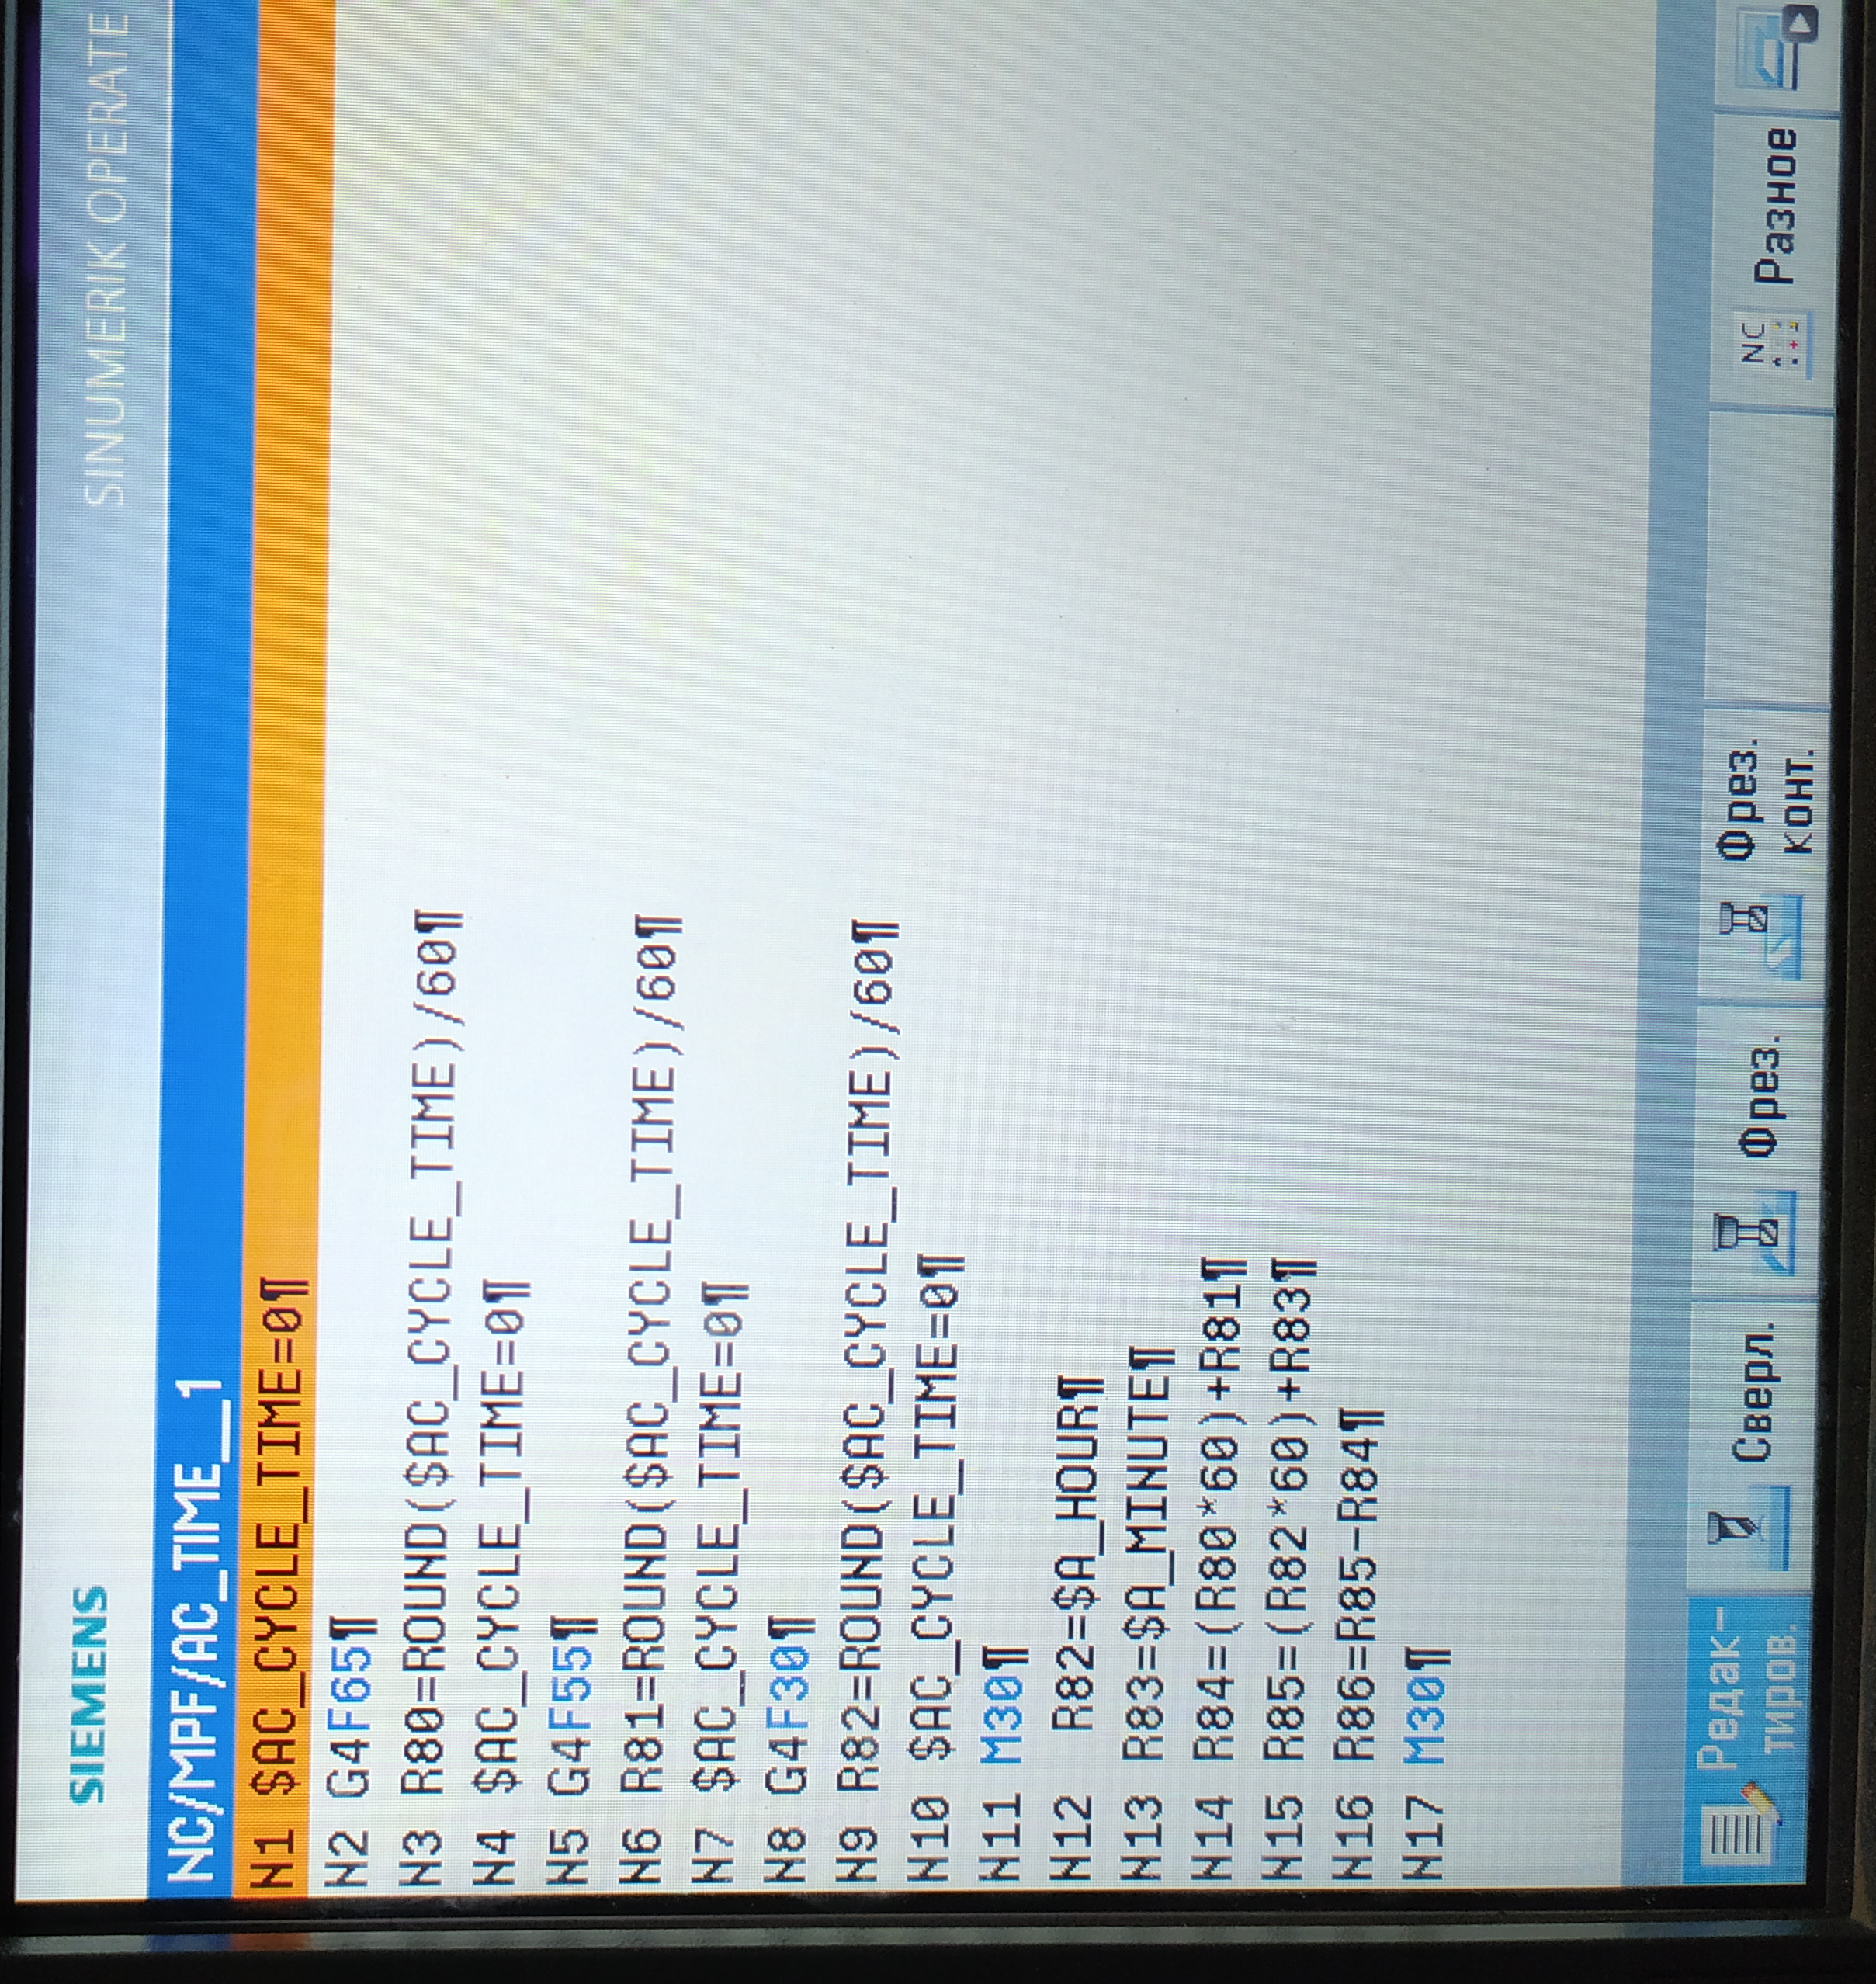 SIEMENS
SINUMERIK OPERATE
NC/MPF/AC_TIME__1
N1 $AC_CYCLE_TIME=0¶
N2 G4F65¶
N3 R80=ROUND($AC_CYCLE_TIME)/60¶
N4 $AC_CYCLE_TIME=0¶
N5 G4F55¶
N6 R81=ROUND($AC_CYCLE_TIME)/60¶
N7 $AC_CYCLE_TIME=0¶
N8 G4F30¶
N9 R82=ROUND($AC_CYCLE_TIME)/60¶
N10 $AC_CYCLE_TIME=0¶
N11 M30¶
N12  R82=$A_HOUR¶
N13 R83=$A_MINUTE¶
N14 R84=(R80*60)+R81¶
N15 R85=(R82*60)+R83¶
N16 R86=R85-R84¶
N17 M30¶
Редак-
тиров.
Сверл.
Фрез.
Фрез.
конт.
NC
Разное